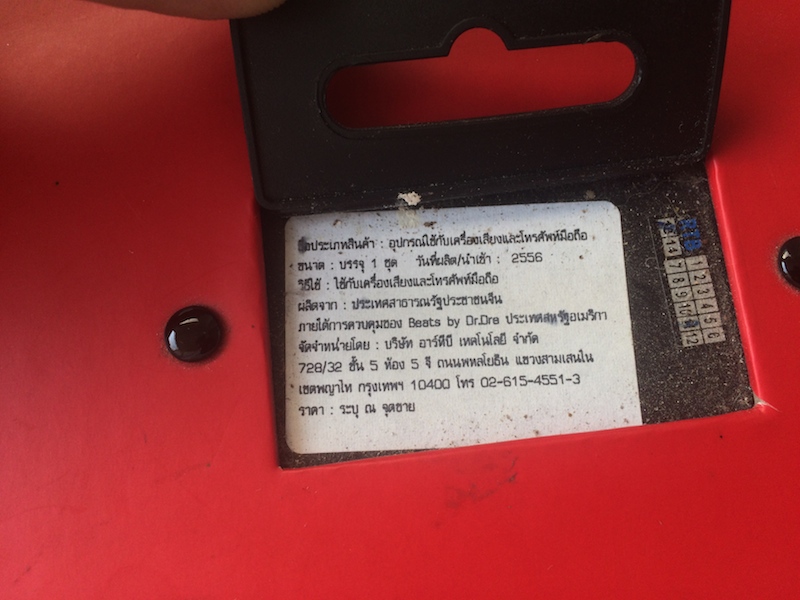 ชื่อประเภทสินค้า : อุปกรณ์ใช้กับเครื่องเสียงและโทรศัพท์มือถือ
ขนาด : บรรจุ 1 ชุด วันที่ผลิต/นำเข้า : 2556
วิธีใช้ : ใช้กับเครื่องเสียงและโทรศัพท์มือถือ
ผลิตจาก : ประเทศสาธารณรัฐประชาชนจีน
ภายใต้การควบคุมของ Beats by Dr.Dre ประเทศสหรัฐอเมริกา
จัดจำหน่ายโดย : บริษัท อาร์ทีบี เทคโนโลยี จำกัด
728/32 ชั้น 5 ห้อง 5 จี ถนนพหลโยธิน แขวงสามเสนใน
เขตพญาไท กรุงเทพฯ 10400 โทร 02-615-4551-3
ราคา : ระบุ ณ จุดขาย
1 2 3 4 5 6
7 8 9 10 12